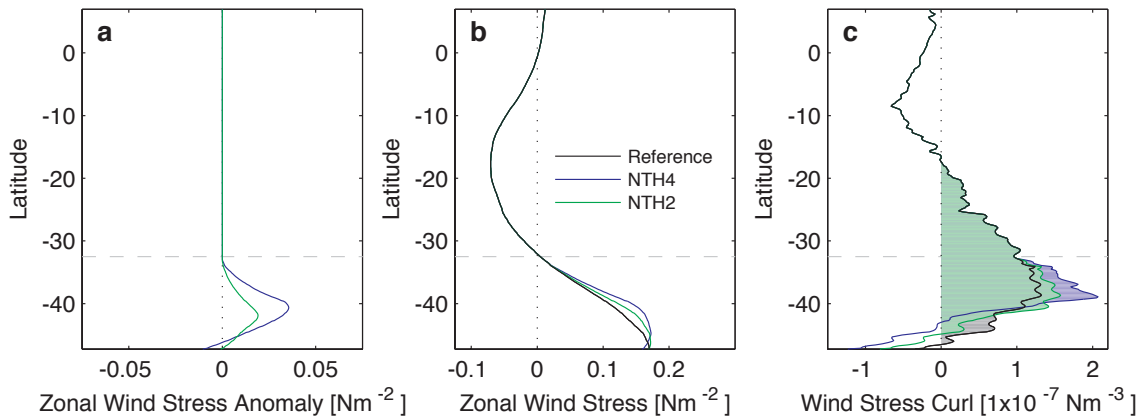 a
0
-10
-20
-30
-40
Latitude
-0.05 0 0.05
Zonal Wind Stress Anomaly [Nm -2 ]
b
0
-10
-20
-30
-40
Latitude
Reference
NTH4
NTH2
-0.1 0 0.1 0.2
Zonal Wind Stress [Nm -2 ]
c
0
-10
-20
-30
-40
Latitude
-1 0 1 2
Wind Stress Curl [1x10 -7 Nm -3 ]